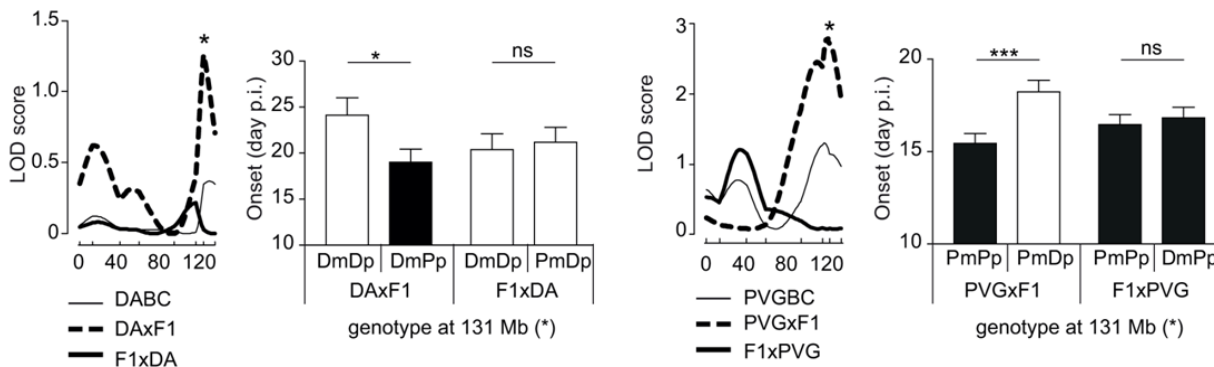 1.5
1.0
0.5
0
LOD score
*
0 40 80 120
DABC
DAxF1
F1xDA
30
25
20
15
10
Onset (day p.i.)
* ns
DmDp DmPp DmDp PmDp
DAxF1 F1xDA
genotype at 131 Mb (*)
3
2
1
0
LOD score
*
0 40 80 120
PVGBC
PVGxF1
F1xPVG
20
15
10
Onset (day p.i.)
*** ns
PmPp PmDp PmPp DmPp
PVGxF1 F1xPVG
genotype at 131 Mb (*)